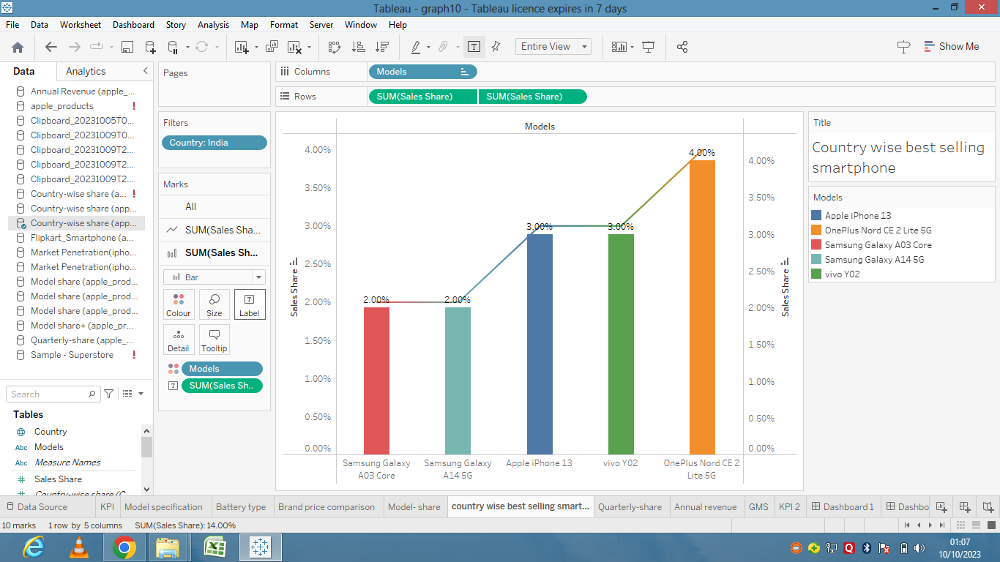 Tableau - graph10 - Tableau licence expires in 7 days
File Data Worksheet Dashboard Story Analysis Map Format Server Window Help
Entire View
Show Me
Data Analytics
Annual Revenue (apple_...
apple_products
Clipboard_20231005T0...
Clipboard_20231009T0...
Clipboard_20231009T2...
Clipboard_20231009T2...
Clipboard_20231009T2...
Country-wise share (a...
Country-wise share (app...
Country-wise share (app...
Flipkart_Smartphone (a...
Market Penetration(ipho...
Market Penetration(ipho...
Model share (apple_prod...
Model share (apple_prod...
Model share (apple_prod...
Model share+ (apple_pr...
Quarterly-share (apple_...
Sample - Superstore
Search
Tables
Country
Abc Models
Abc Measure Names
Sales Share
Country-wise share (C...
Pages
Filters
Country: India
Marks
All
SUM(Sales Sha...
SUM(Sales Sh...
Bar
Colour Size Label
Detail Tooltip
Models
SUM(Sales Sh..
Columns Models
Rows SUM(Sales Share) SUM(Sales Share)
Models
Sales Share
4.00%
3.50%
3.00%
2.50%
2.00%
1.50%
1.00%
0.50%
0.00%
2.00% 2.00% 3.00% 3.00% 4.00%
Samsung Galaxy A03 Core
Samsung Galaxy A14 5G
Apple iPhone 13
vivo Y02
OnePlus Nord CE 2 Lite 5G
Sales Share
4.00%
3.50%
3.00%
2.50%
2.00%
1.50%
1.00%
0.50%
0.00%
Title
Country wise best selling
smartphone
Models
Apple iPhone 13
OnePlus Nord CE 2 Lite 5G
Samsung Galaxy A03 Core
Samsung Galaxy A14 5G
vivo Y02
Data Source KPI Model specification Battery type Brand price comparison Model- share country wise best selling smart... Quarterly-share Annual revenue GMS KPI 2 Dashboard 1 Dashbo
10 marks 1 row by 5 columns SUM(Sales Share): 14.00%
01:07
10/10/2023